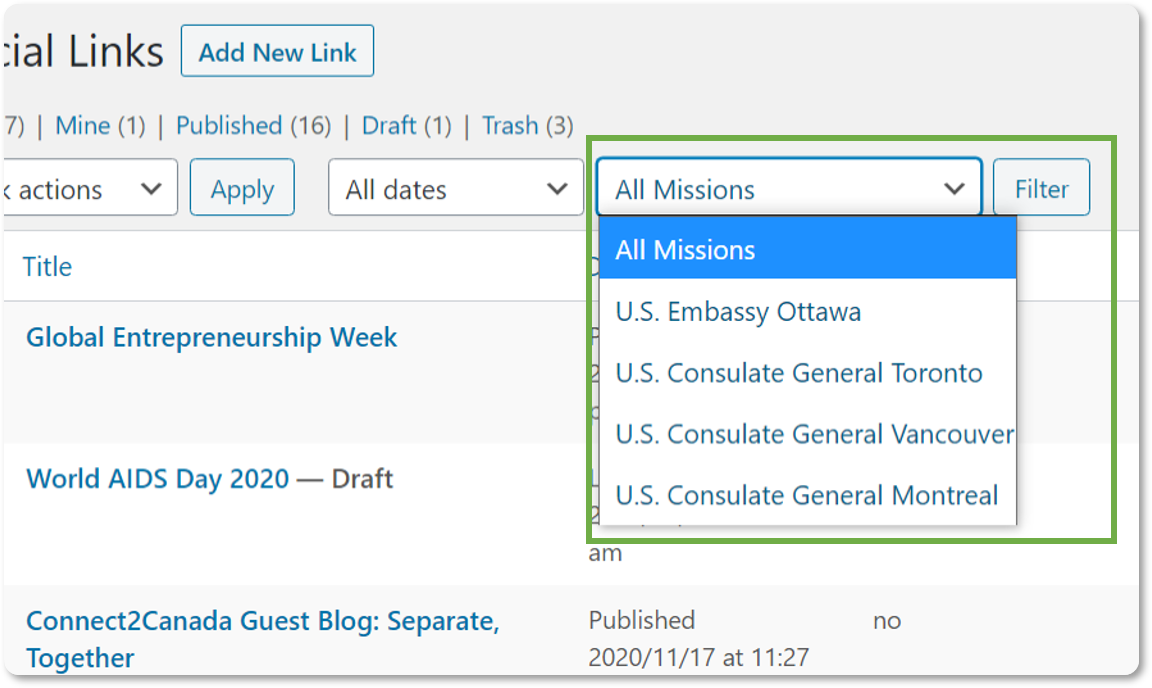 cial Links Add New Link
7) | Mine (1) | Published (16) | Draft (1) | Trash (3)
k actions Apply All dates All Missions Filter
Title All Missions
Global Entrepreneurship Week U.S. Embassy Ottawa
U.S. Consulate General Toronto
U.S. Consulate General Vancouver
World AIDS Day 2020 — Draft U.S. Consulate General Montreal
am
Connect2Canada Guest Blog: Separate, Published no
Together 2020/11/17 at 11:27